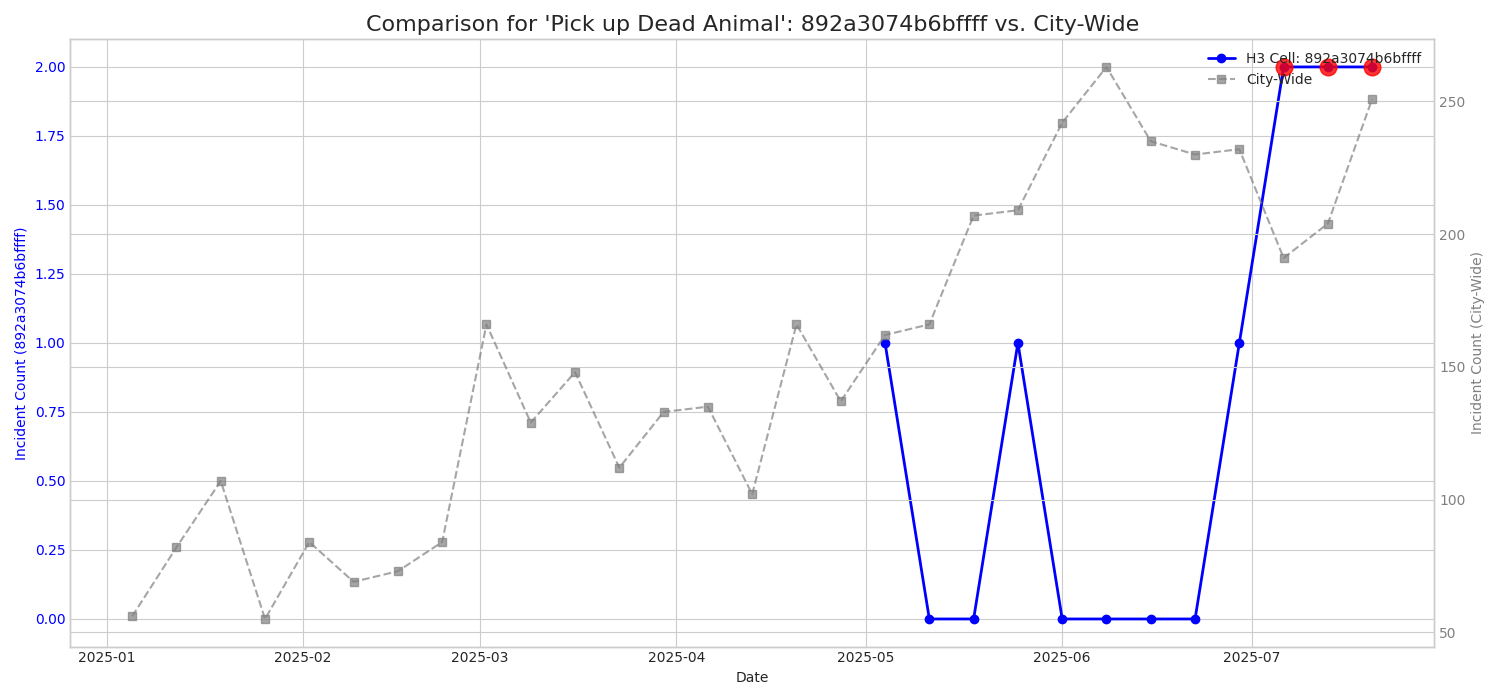 Comparison for 'Pick up Dead Animal': 892a3074b6bffff vs. City-Wide
H3 Cell: 892a3074b6bffff
City-Wide
Incident Count (892a3074b6bffff)
2.00
1.75
1.50
1.25
1.00
0.75
0.50
0.25
0.00
250
200
150
100
50
Incident Count (City-Wide)
2025-01 2025-02 2025-03 2025-04 2025-05 2025-06 2025-07
Date